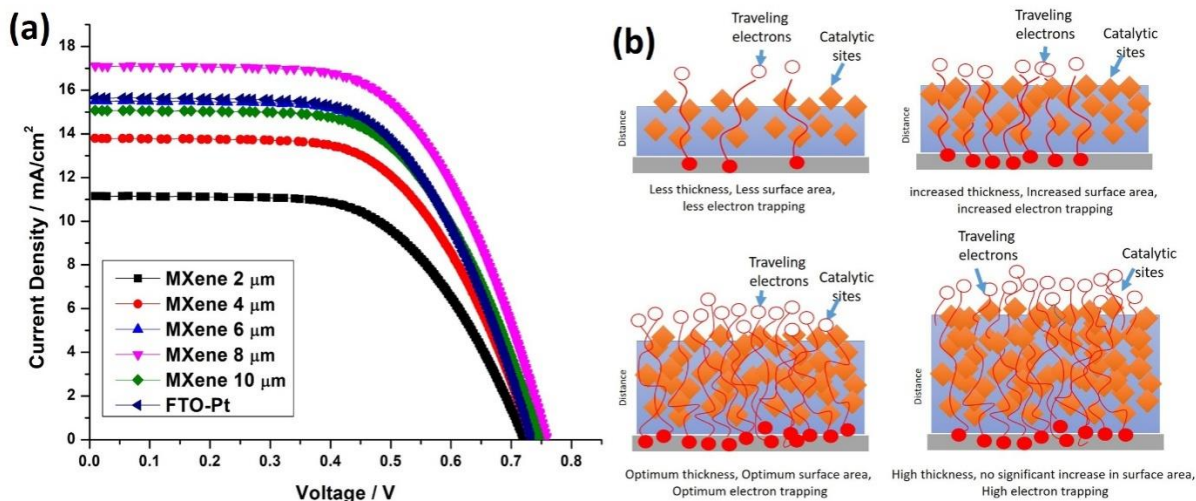 (a)
Current Density / mA/cm²
18
16
14
12
10
8
6
4
2
0
MXene 2 μm
MXene 4 μm
MXene 6 μm
MXene 8 μm
MXene 10 μm
FTO-Pt
0.0 0.1 0.2 0.3 0.4 0.5 0.6 0.7 0.8
Voltage / V
(b)
Traveling
electrons
Catalytic
sites
Distance
Less thickness, Less surface area,
less electron trapping
Traveling
electrons
Catalytic
sites
Distance
increased thickness, Increased surface area,
increased electron trapping
Traveling
electrons
Catalytic
sites
Distance
Optimum thickness, Optimum surface area,
Optimum electron trapping
Traveling
electrons
Catalytic
sites
Distance
High thickness, no significant increase in surface area,
High electron trapping